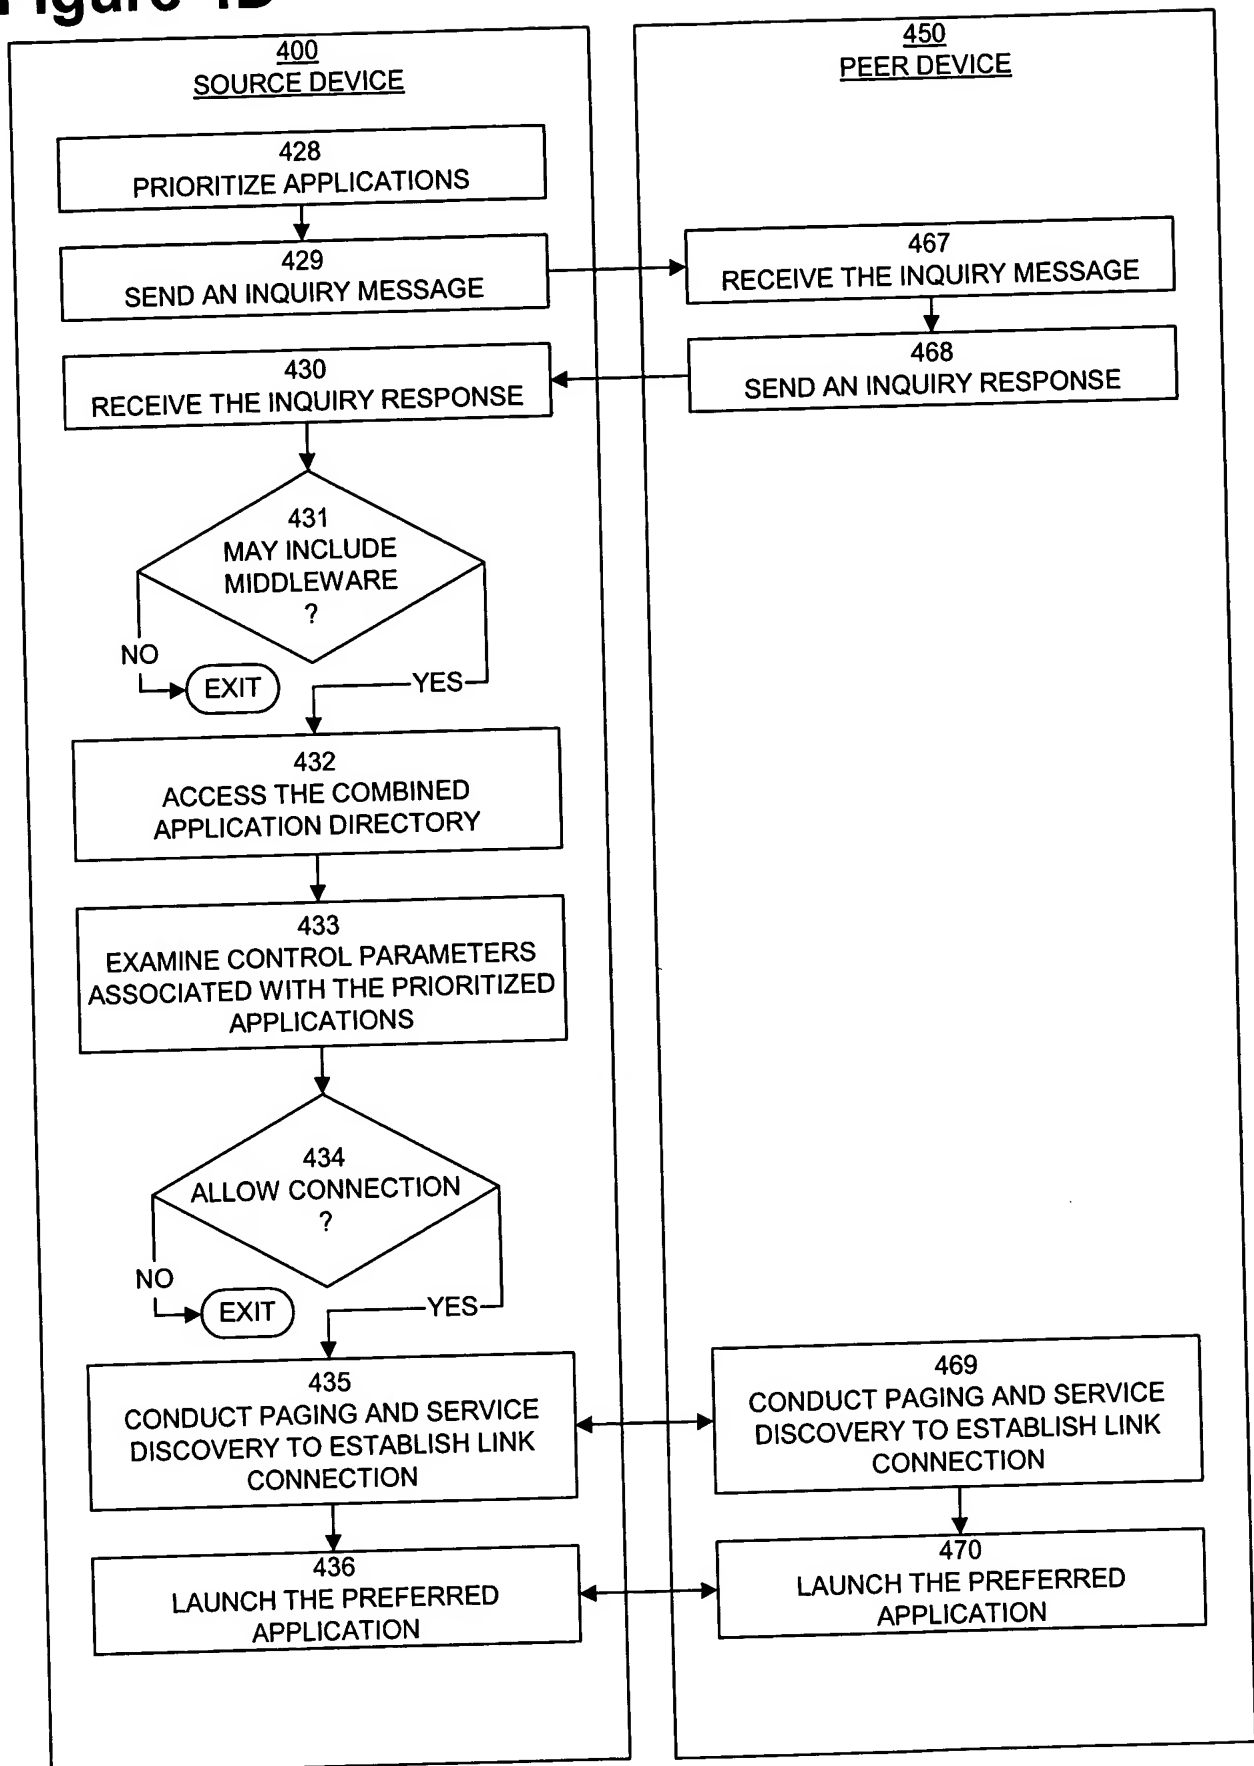 400
SOURCE DEVICE
428
PRIORITIZE APPLICATIONS
429
SEND AN INQUIRY MESSAGE
430
RECEIVE THE INQUIRY RESPONSE
431
MAY INCLUDE
MIDDLEWARE
?
NO
EXIT
YES
432
ACCESS THE COMBINED
APPLICATION DIRECTORY
433
EXAMINE CONTROL PARAMETERS
ASSOCIATED WITH THE PRIORITIZED
APPLICATIONS
434
ALLOW CONNECTION
?
NO
EXIT
YES
435
CONDUCT PAGING AND SERVICE
DISCOVERY TO ESTABLISH LINK
CONNECTION
436
LAUNCH THE PREFERRED
APPLICATION
450
PEER DEVICE
467
RECEIVE THE INQUIRY MESSAGE
468
SEND AN INQUIRY RESPONSE
469
CONDUCT PAGING AND SERVICE
DISCOVERY TO ESTABLISH LINK
CONNECTION
470
LAUNCH THE PREFERRED
APPLICATION